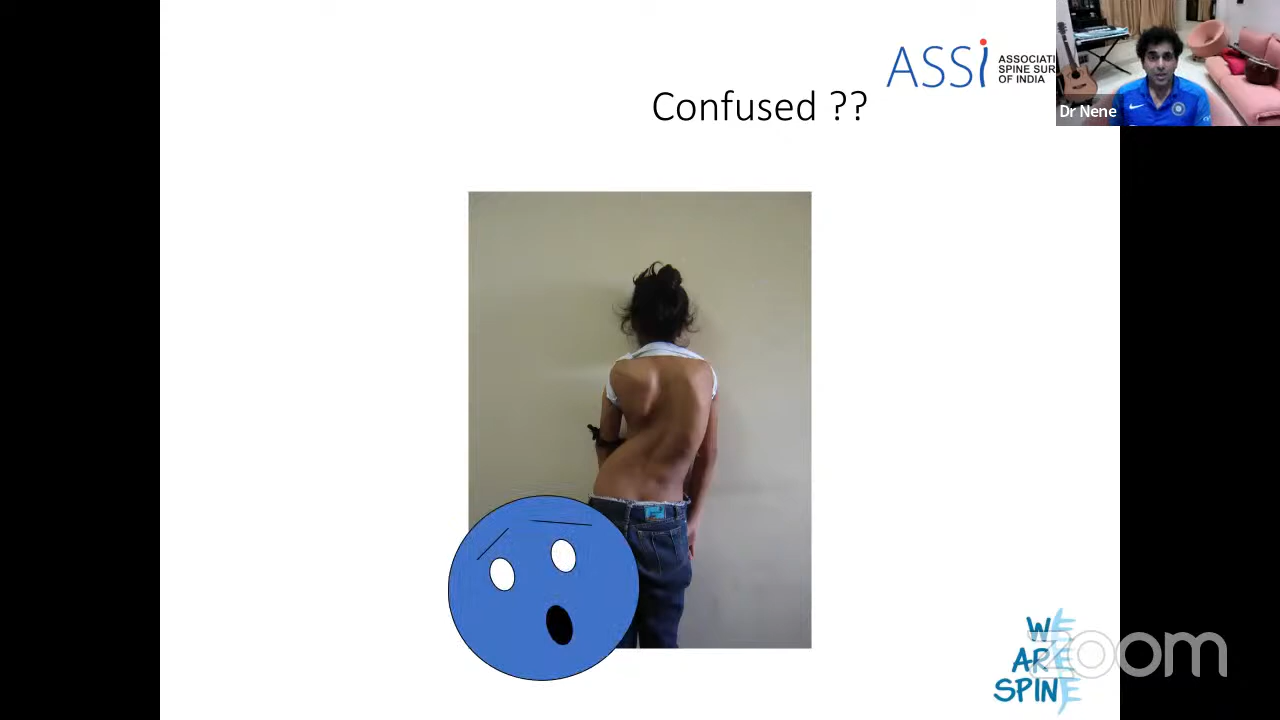 ASSi
ASSOCIATI
SPINE SUR
OF INDIA
Confused ??
Dr Nene
WE
ARE
SPINE
zoom